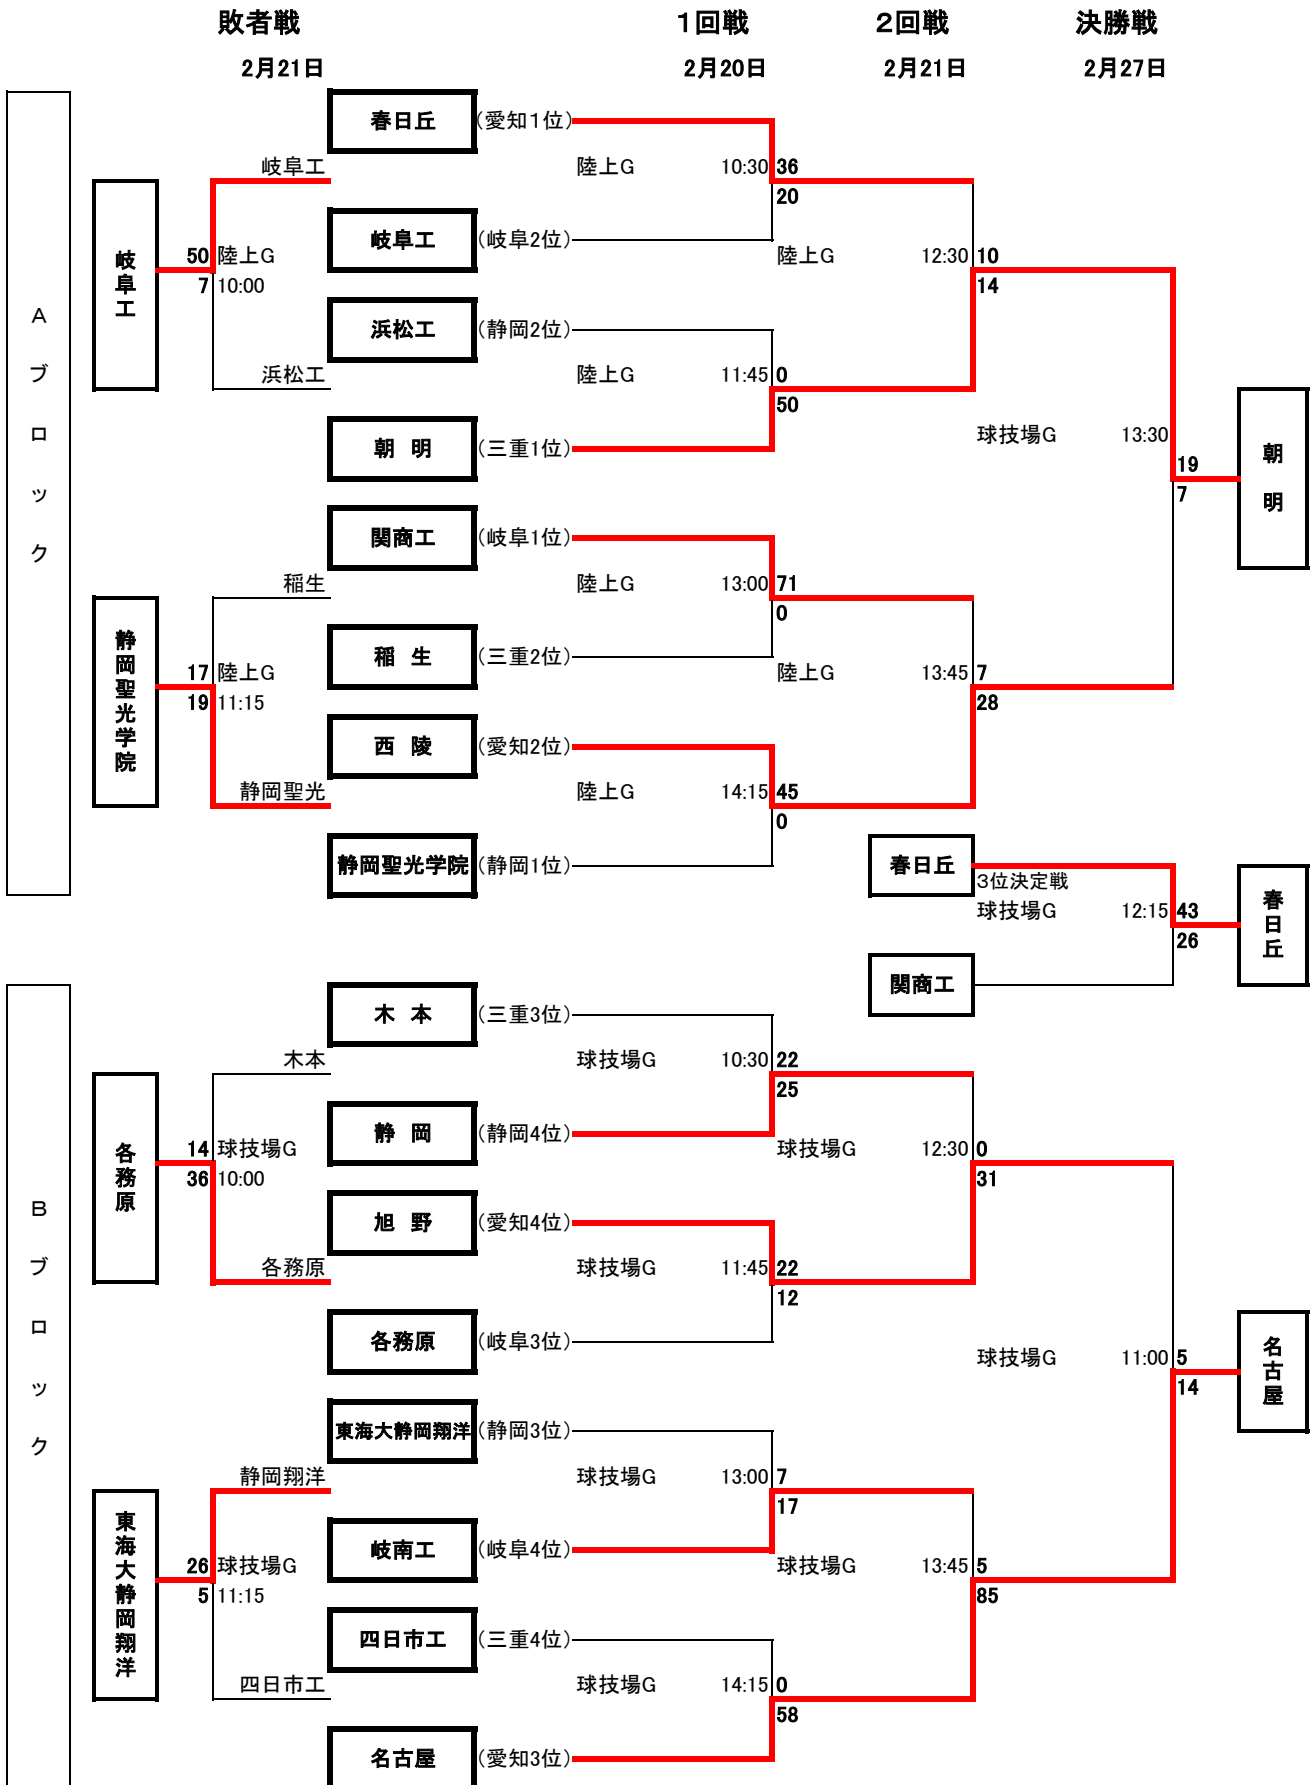 敗者戦 1回戦 2回戦 決勝戦
2月21日 2月20日 2月21日 2月27日
Aブロック
春日丘 (愛知1位)
岐阜工 陸上G 10:30 36
20
岐阜工 (岐阜2位)
岐阜工 50 陸上G 陸上G 12:30 10
7 10:00 14
浜松工 (静岡2位)
浜松工 陸上G 11:45 0
50
朝 明 (三重1位)
球技場G 13:30
19
7
朝明
関商工 (岐阜1位)
稲生 陸上G 13:00 71
0
稲 生 (三重2位)
静岡聖光学院 17 陸上G 陸上G 13:45 7
19 11:15 28
西 陵 (愛知2位)
静岡聖光 陸上G 14:15 45
0
静岡聖光学院 (静岡1位)
春日丘
3位決定戦
球技場G 12:15 43
26
春日丘
関商工
Bブロック
木 本 (三重3位)
木本 球技場G 10:30 22
25
静 岡 (静岡4位)
各務原 14 球技場G 球技場G 12:30 0
36 10:00 31
旭 野 (愛知4位)
各務原 球技場G 11:45 22
12
各務原 (岐阜3位)
球技場G 11:00 5
14
名古屋
東海大静岡翔洋 (静岡3位)
静岡翔洋 球技場G 13:00 7
17
岐南工 (岐阜4位)
東海大静岡翔洋 26 球技場G 球技場G 13:45 5
5 11:15 85
四日市工 (三重4位)
四日市工 球技場G 14:15 0
58
名古屋 (愛知3位)